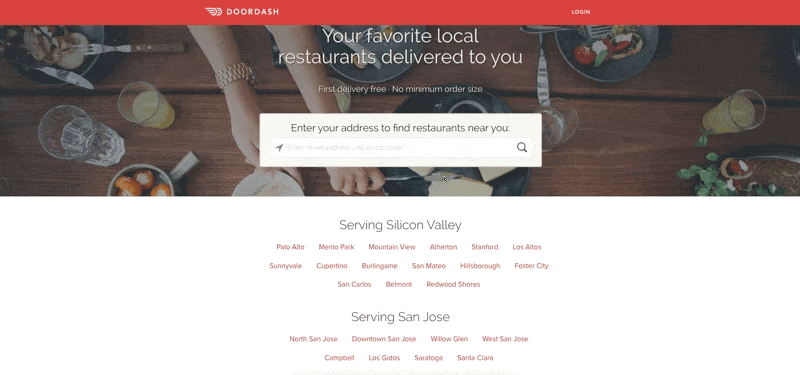 DOORDASH
LOGIN
Your favorite local
restaurants delivered to you
First delivery free · No minimum order size
Enter your address to find restaurants near you:
Enter street address, city, or zip code
Serving Silicon Valley
Palo Alto Menlo Park Mountain View Atherton Stanford Los Altos
Sunnyvale Cupertino Burlingame San Mateo Hillsborough Foster City
San Carlos Belmont Redwood Shores
Serving San Jose
North San Jose Downtown San Jose Willow Glen West San Jose
Campbell Los Gatos Saratoga Santa Clara